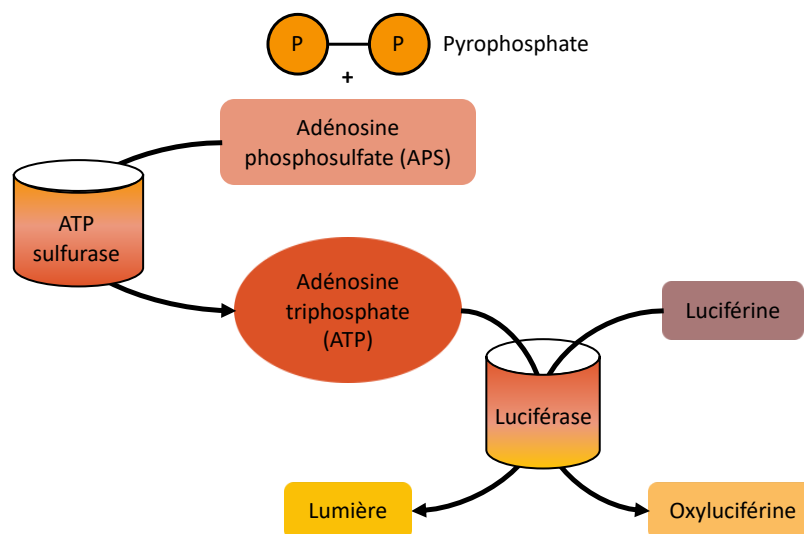 P P Pyrophosphate
+
Adénosine
phosphosulfate (APS)
ATP
sulfurase
Adénosine
triphosphate
(ATP)
Luciférine
Luciférase
Lumière
Oxyluciférine